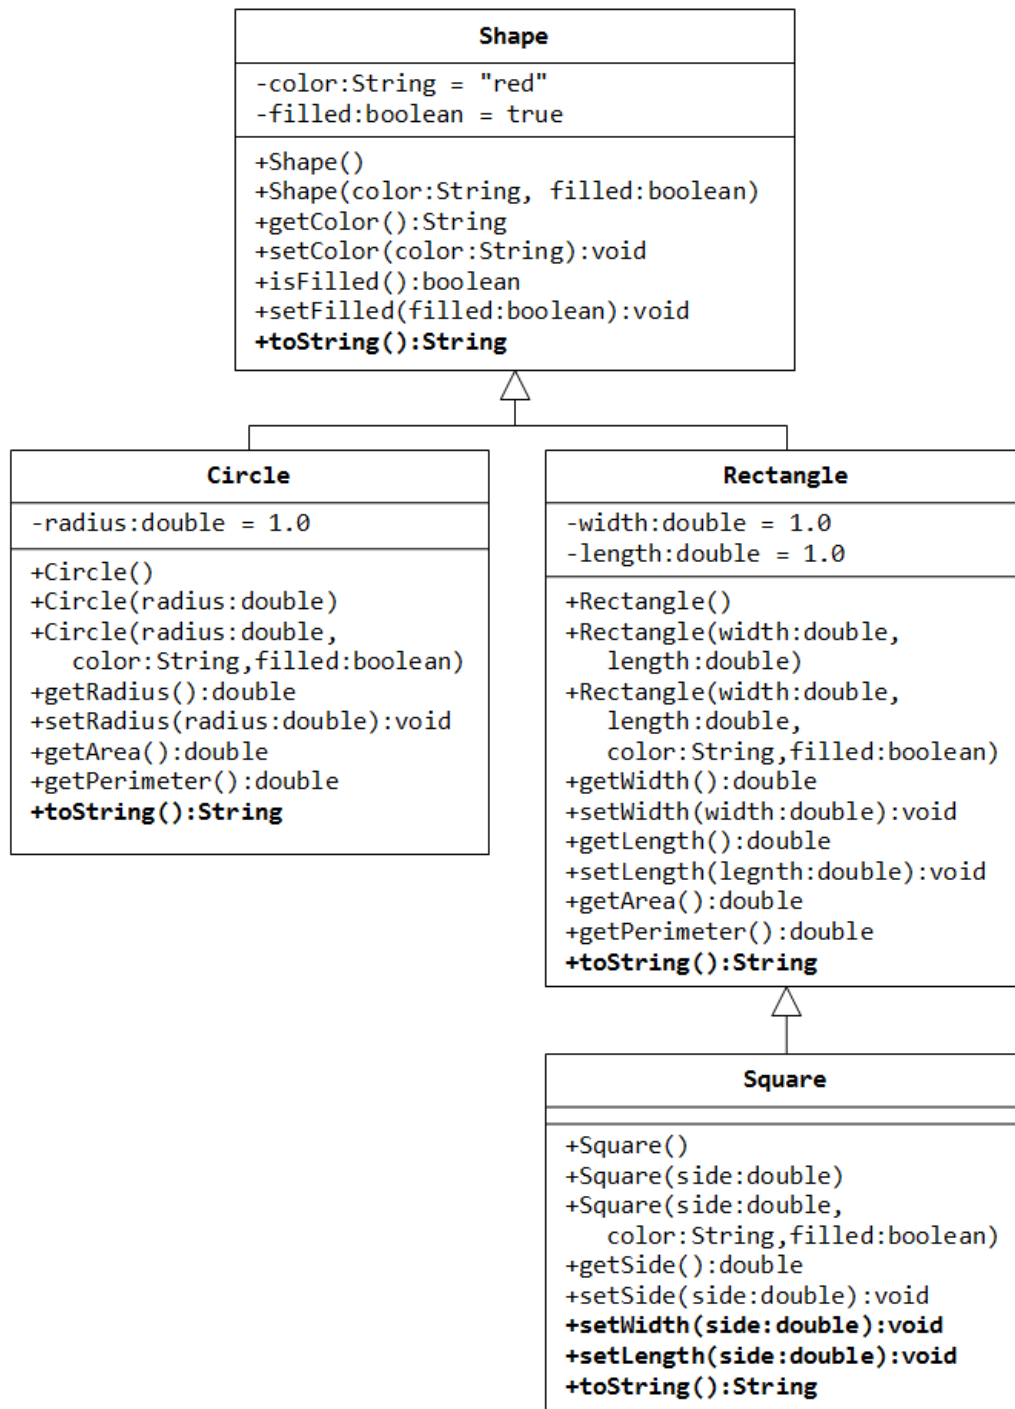 Shape
-color:String = "red"
-filled:boolean = true
+Shape()
+Shape(color:String, filled:boolean)
+getColor():String
+setColor(color:String):void
+isFilled():boolean
+setFilled(filled:boolean):void
+toString():String
Circle
-radius:double = 1.0
+Circle()
+Circle(radius:double)
+Circle(radius:double,
color:String,filled:boolean)
+getRadius():double
+setRadius(radius:double):void
+getArea():double
+getPerimeter():double
+toString():String
Rectangle
-width:double = 1.0
-length:double = 1.0
+Rectangle()
+Rectangle(width:double,
length:double)
+Rectangle(width:double,
length:double,
color:String,filled:boolean)
+getWidth():double
+setWidth(width:double):void
+getLength():double
+setLength(legnth:double):void
+getArea():double
+getPerimeter():double
+toString():String
Square
+Square()
+Square(side:double)
+Square(side:double,
color:String,filled:boolean)
+getSide():double
+setSide(side:double):void
+setWidth(side:double):void
+setLength(side:double):void
+toString():String